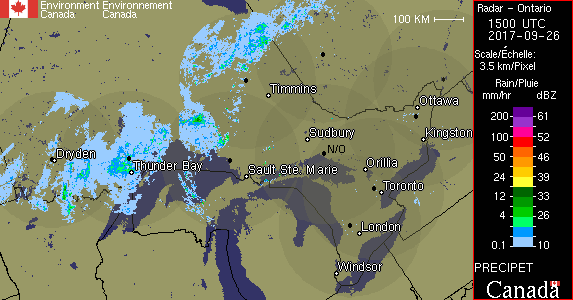 Environment Environnement
Canada Canada
100 KM
Timmins
Ottawa
Sudbury
Kingston
N/O
Dryden
Thunder Bay
Sault Ste. Marie
Orillia
Toronto
London
Windsor
Radar - Ontario
1500 UTC
2017-09-26
Scale/Échelle:
3.5 km/Pixel
Rain/Pluie
mm/hr dBZ
200 61
100 52
50 46
24 39
12 33
4 26
0.1 10
PRECIPET
Canada